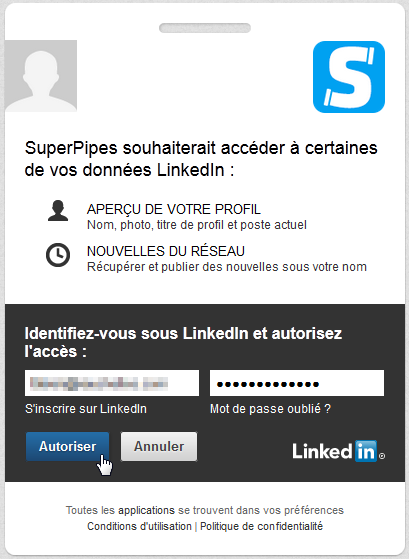 S
SuperPipes souhaiterait accéder à certaines
de vos données LinkedIn :
APERÇU DE VOTRE PROFIL
Nom, photo, titre de profil et poste actuel
NOUVELLES DU RÉSEAU
Récupérer et publier des nouvelles sous votre nom
Identifiez-vous sous LinkedIn et autorisez
l'accès :
S'inscrire sur LinkedIn
Mot de passe oublié ?
Autoriser
Annuler
Linked in ®
Toutes les applications se trouvent dans vos préférences
Conditions d'utilisation | Politique de confidentialité